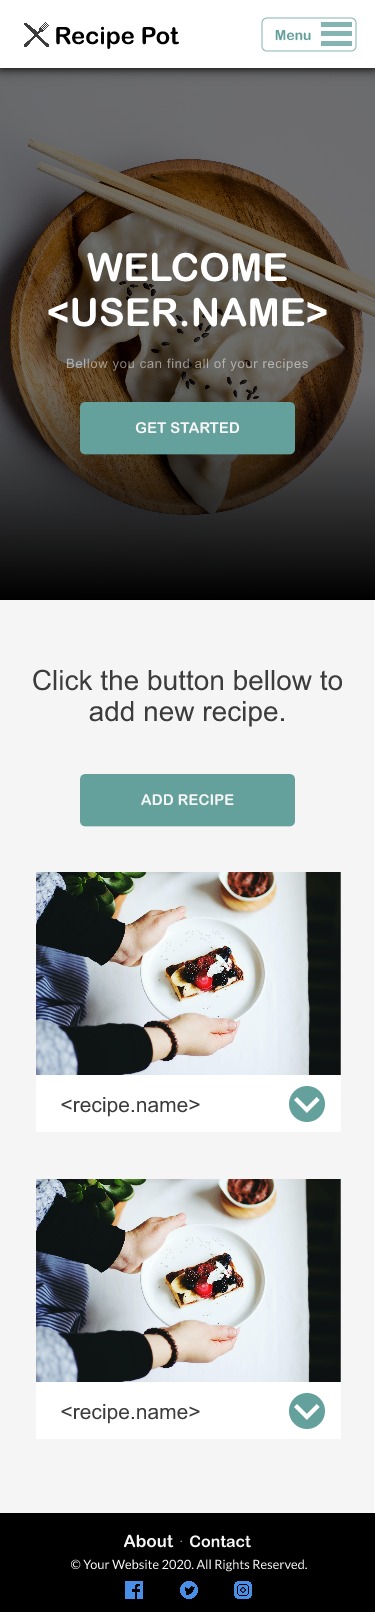 Recipe Pot
Menu
WELCOME
<USER.NAME>
Bellow you can find all of your recipes
GET STARTED
Click the button bellow to
add new recipe.
ADD RECIPE
<recipe.name>
<recipe.name>
About · Contact
© Your Website 2020. All Rights Reserved.